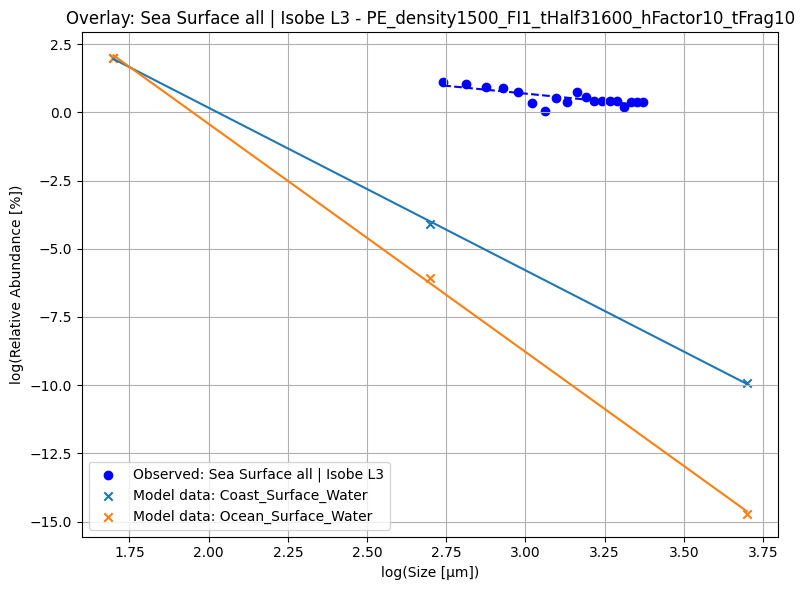 Overlay: Sea Surface all | Isobe L3 - PE_density1500_FI1_tHalf31600_hFactor10_tFrag10
2.5
0.0
−2.5
−5.0
−7.5
−10.0
−12.5
−15.0
log(Relative Abundance [%])
Observed: Sea Surface all | Isobe L3
Model data: Coast_Surface_Water
Model data: Ocean_Surface_Water
1.75 2.00 2.25 2.50 2.75 3.00 3.25 3.50 3.75
log(Size [μm])